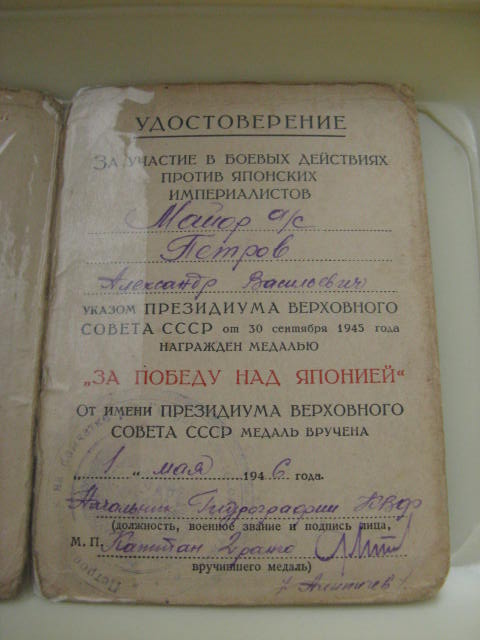 УДОСТОВЕРЕНИЕ
ЗА УЧАСТИЕ В БОЕВЫХ ДЕЙСТВИЯХ
ПРОТИВ ЯПОНСКИХ
ИМПЕРИАЛИСТОВ
Майор а/с
Петров
Александр Васильевич
УКАЗОМ ПРЕЗИДИУМА ВЕРХОВНОГО
СОВЕТА СССР от 30 сентября 1945 года
НАГРАЖДЕН МЕДАЛЬЮ
„ЗА ПОБЕДУ НАД ЯПОНИЕЙ“
ОТ ИМЕНИ ПРЕЗИДИУМА ВЕРХОВНОГО
СОВЕТА СССР МЕДАЛЬ ВРУЧЕНА
„1“ мая 1946 года.
Начальник Гидрографии
(должность, военное звание и подпись лица,
М. П. Капитан 2 ранга
вручившего медаль)